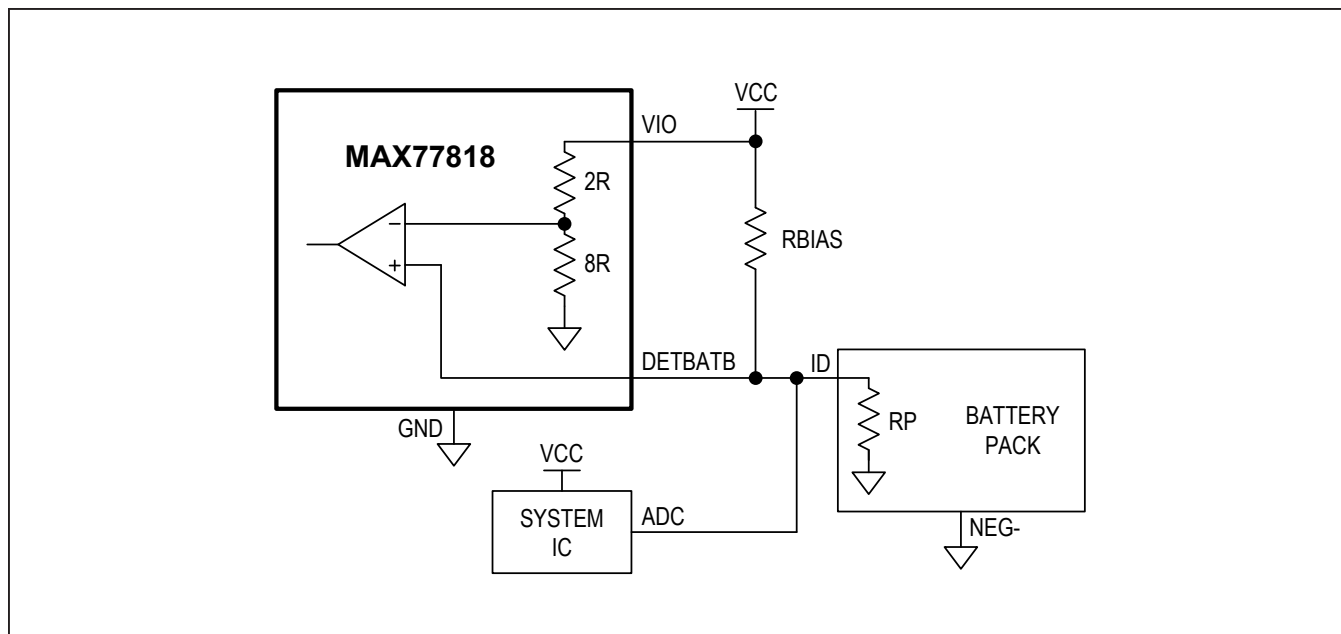 VCC
VIO
MAX77818
2R
−
RBIAS
+
8R
DETBATB
ID
GND
RP
BATTERY
PACK
VCC
SYSTEM
IC
ADC
NEG-